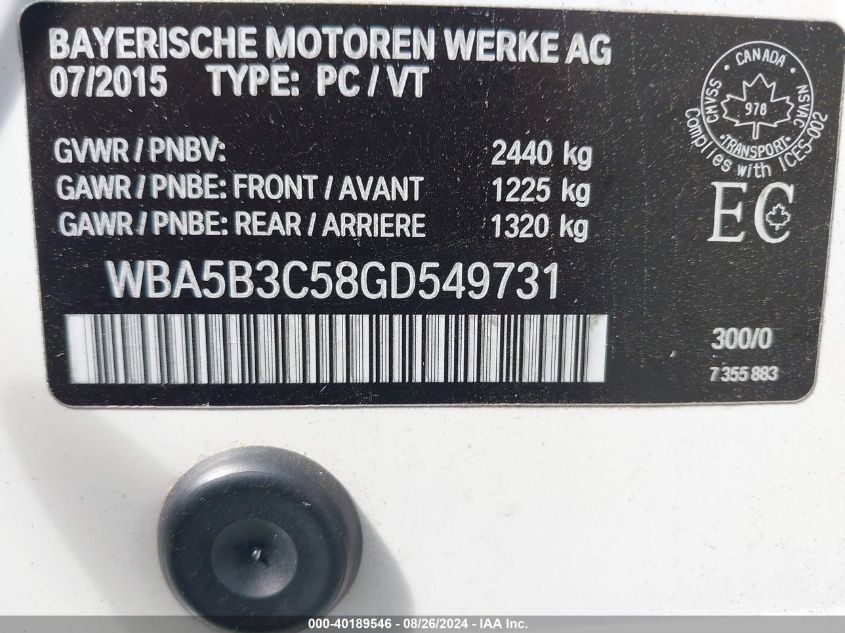 BAYERISCHE MOTOREN WERKE AG
07/2015 TYPE: PC / VT
GVWR / PNBV: 2440 kg
GAWR / PNBE: FRONT / AVANT 1225 kg
GAWR / PNBE: REAR / ARRIERE 1320 kg
CANADA
CMVSS
NSVAC
978
TRANSPORT
Complies with ICES-002
EC
WBA5B3C58GD549731
300/0
7 355 883
000-40189546 - 08/26/2024 - IAA Inc.